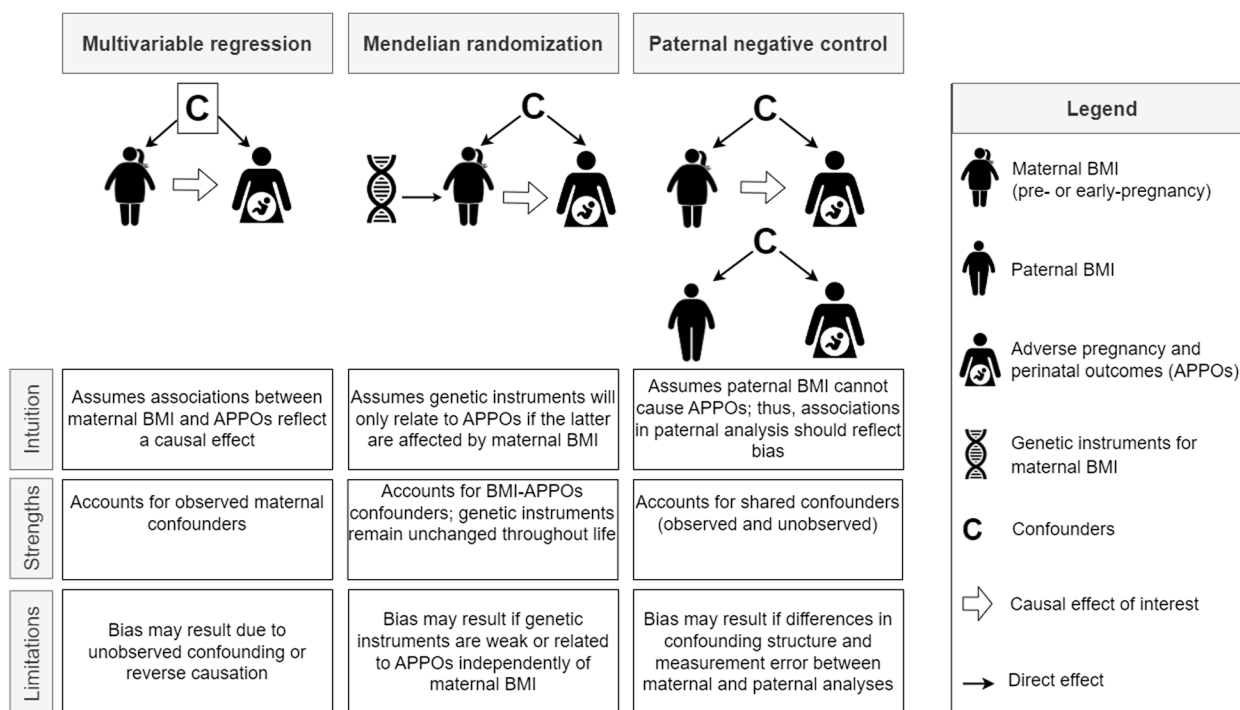 Multivariable regression
Mendelian randomization
Paternal negative control
C
C
C
C
Intuition
Assumes associations between
maternal BMI and APPOs reflect
a causal effect
Assumes genetic instruments will
only relate to APPOs if the latter
are affected by maternal BMI
Assumes paternal BMI cannot
cause APPOs; thus, associations
in paternal analysis should reflect
bias
Strengths
Accounts for observed maternal
confounders
Accounts for BMI-APPOs
confounders; genetic instruments
remain unchanged throughout life
Accounts for shared confounders
(observed and unobserved)
Limitations
Bias may result due to
unobserved confounding or
reverse causation
Bias may result if genetic
instruments are weak or related
to APPOs independently of
maternal BMI
Bias may result if differences in
confounding structure and
measurement error between
maternal and paternal analyses
Legend
Maternal BMI
(pre- or early-pregnancy)
Paternal BMI
Adverse pregnancy and
perinatal outcomes (APPOs)
Genetic instruments for
maternal BMI
C Confounders
Causal effect of interest
Direct effect